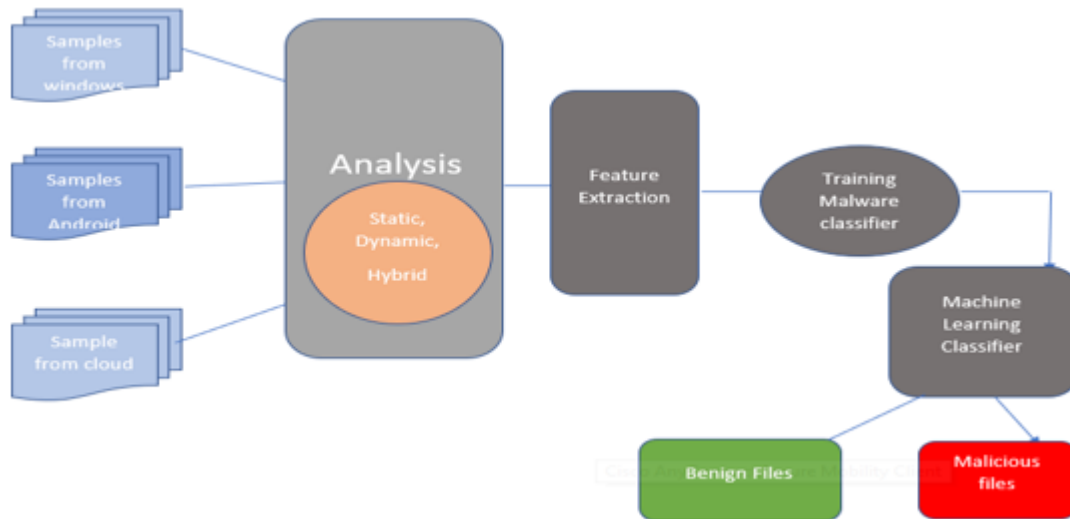 Samples
from
windows
Samples
from
Android
Sample
from cloud
Analysis
Static,
Dynamic,
Hybrid
Feature
Extraction
Training
Malware
classifier
Machine
Learning
Classifier
Benign Files
Malicious
files